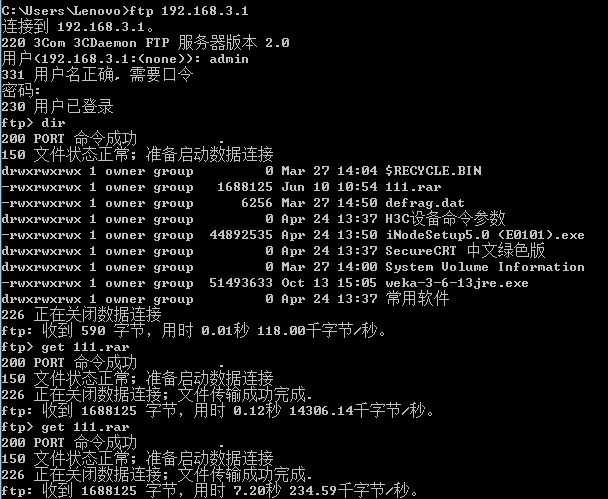 C:\Users\Lenovo>ftp 192.168.3.1
连接到 192.168.3.1。
220 3Com 3CDaemon FTP 服务器版本 2.0
用户(192.168.3.1:(none)): admin
331 用户名正确，需要口令
密码:
230 用户已登录
ftp> dir
200 PORT 命令成功 .
150 文件状态正常；准备启动数据连接
drwxrwxrwx 1 owner group 0 Mar 27 14:04 $RECYCLE.BIN
-rwxrwxrwx 1 owner group 1688125 Jun 10 10:54 111.rar
-rwxrwxrwx 1 owner group 6256 Mar 27 14:50 defrag.dat
drwxrwxrwx 1 owner group 0 Apr 24 13:37 H3C设备命令参数
-rwxrwxrwx 1 owner group 44892535 Apr 24 13:50 iNodeSetup5.0 (E0101).exe
drwxrwxrwx 1 owner group 0 Apr 24 13:37 SecureCRT 中文绿色版
drwxrwxrwx 1 owner group 0 Mar 27 14:00 System Volume Information
-rwxrwxrwx 1 owner group 51493633 Oct 13 15:05 weka-3-6-13jre.exe
drwxrwxrwx 1 owner group 0 Apr 24 13:37 常用软件
226 正在关闭数据连接
ftp: 收到 590 字节，用时 0.01秒 118.00千字节/秒。
ftp> get 111.rar
200 PORT 命令成功 .
150 文件状态正常；准备启动数据连接
226 正在关闭数据连接；文件传输成功完成.
ftp: 收到 1688125 字节，用时 0.12秒 14306.14千字节/秒。
ftp> get 111.rar
200 PORT 命令成功 .
150 文件状态正常；准备启动数据连接
226 正在关闭数据连接；文件传输成功完成.
ftp: 收到 1688125 字节，用时 7.20秒 234.59千字节/秒。